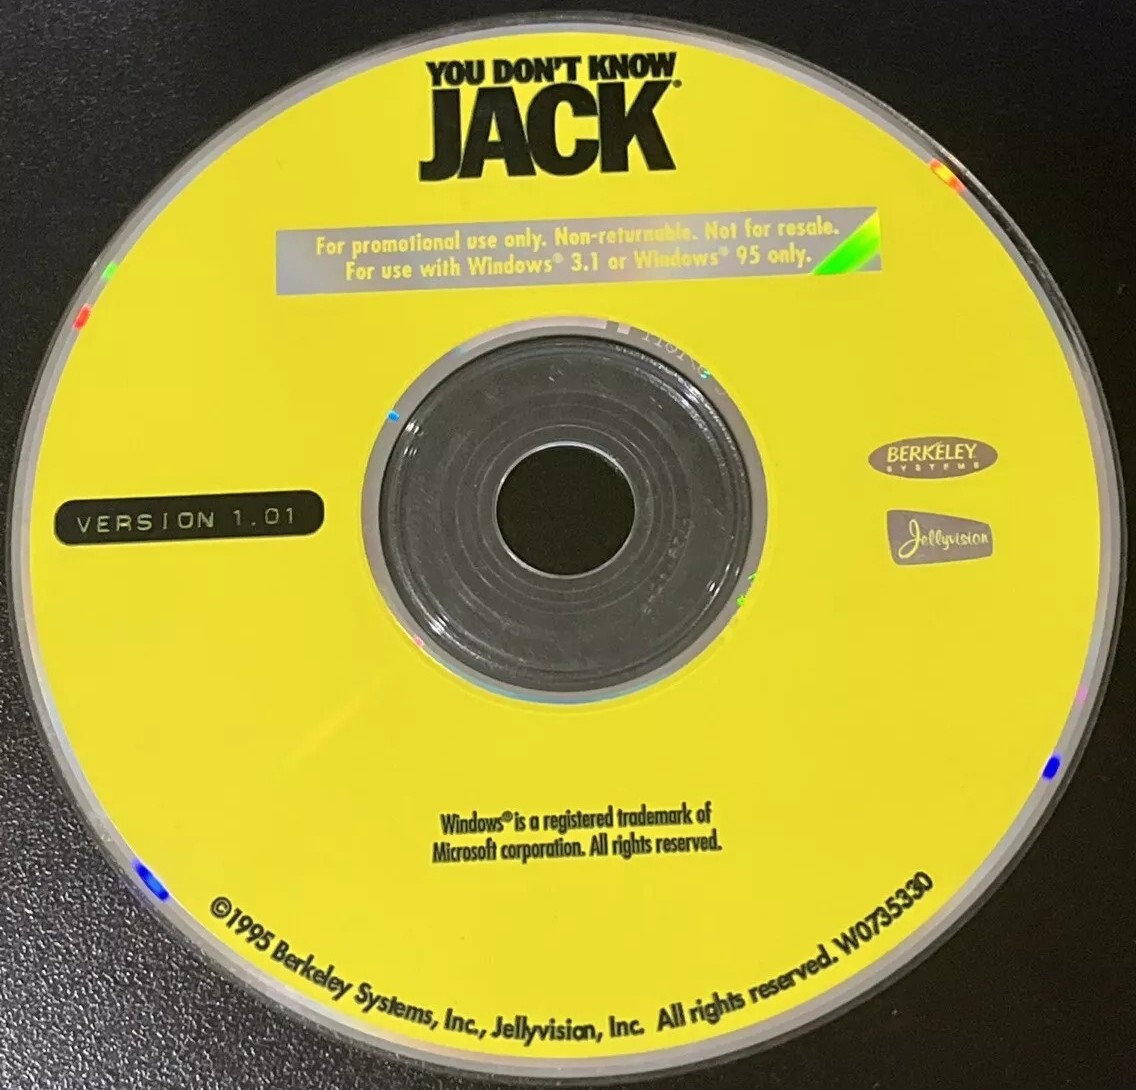 YOU DON'T KNOW
JACK®
For promotional use only. Non-returnable. Not for resale.
For use with Windows® 3.1 or Windows® 95 only.
BERKELEY
SYSTEMS
VERSION 1.01
Jellyvision
Windows® is a registered trademark of
Microsoft corporation. All rights reserved.
©1995 Berkeley Systems, Inc., Jellyvision, Inc. All rights reserved. W0735330